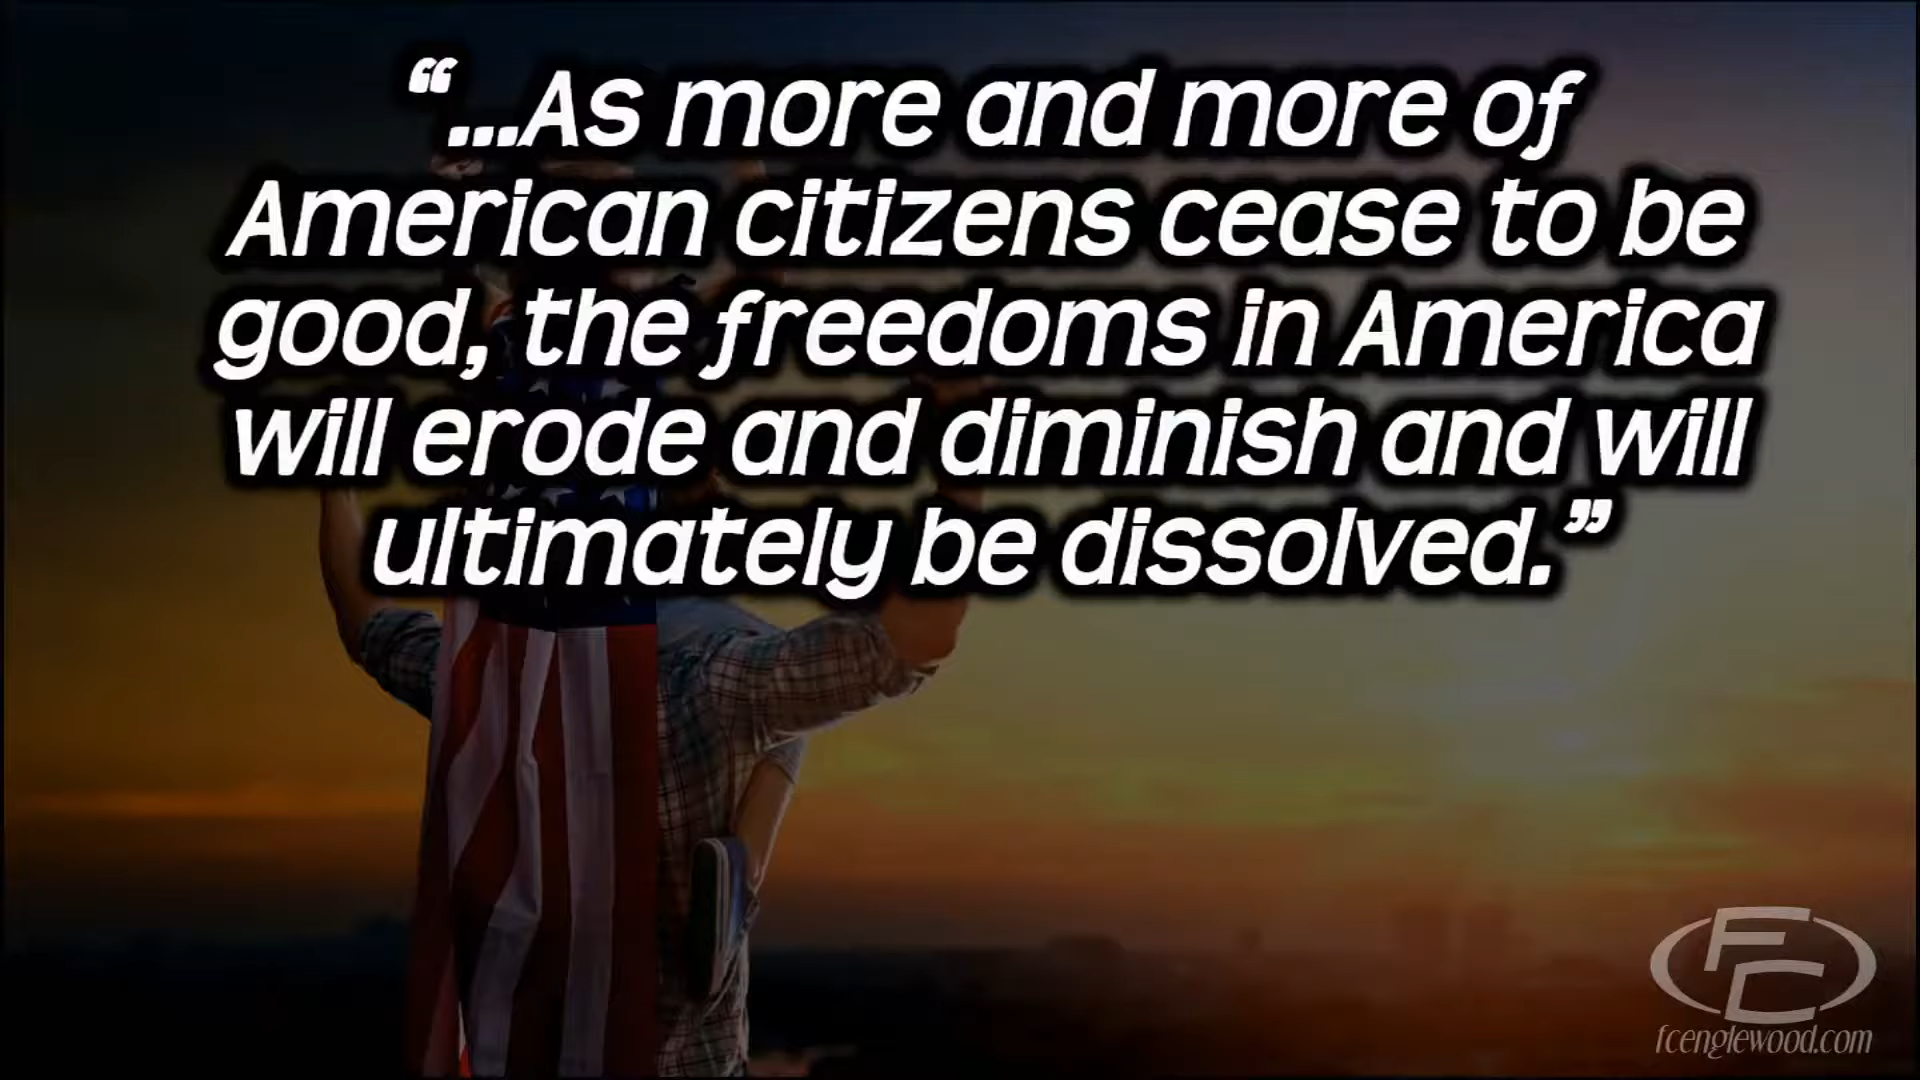 “...As more and more of
American citizens cease to be
good, the freedoms in America
will erode and diminish and will
ultimately be dissolved.”
FC
fcenglewood.com